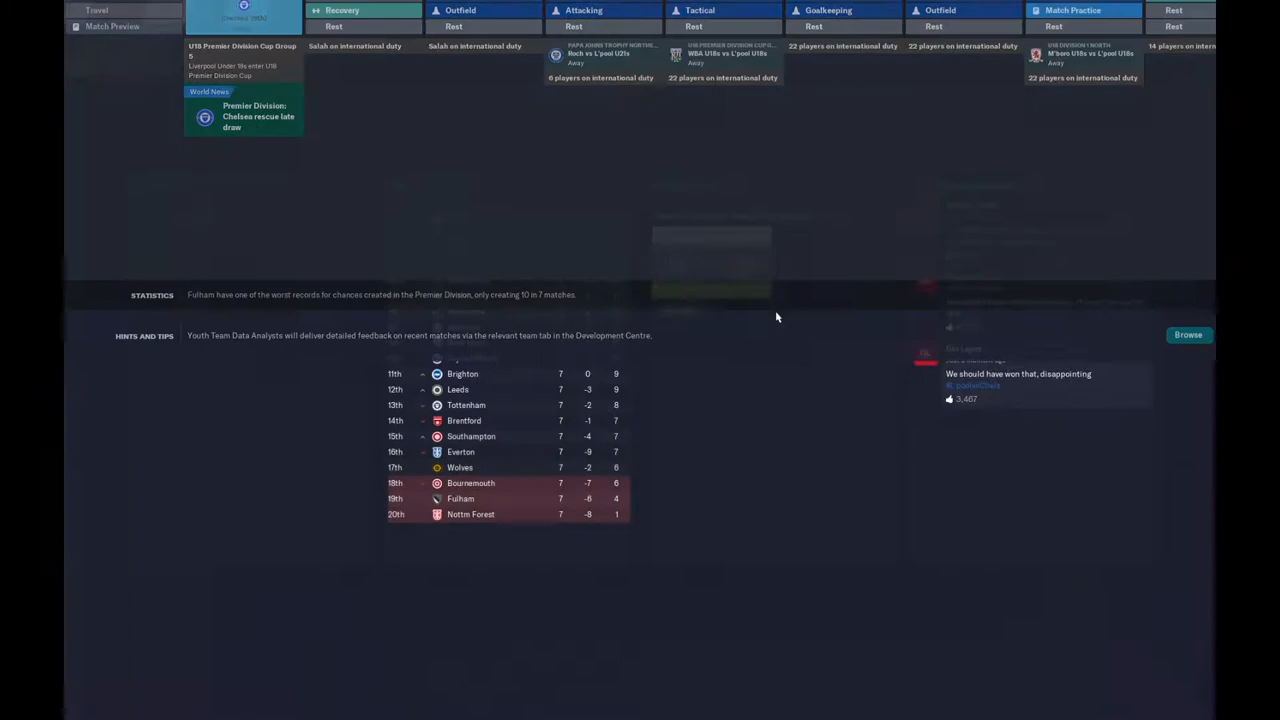 Travel
Match Preview
(Chelsea (9th))
Recovery
Rest
Outfield
Rest
Attacking
Rest
Tactical
Rest
Goalkeeping
Rest
Outfield
Rest
Match Practice
Rest
Rest
Rest
U18 Premier Division Cup Group
5
Liverpool Under 18s enter U18
Premier Division Cup
World News
Premier Division:
Chelsea rescue late
draw
Salah on international duty
Salah on international duty
PAPA JOHNS TROPHY NORTHE...
Roch vs L'pool U21s
Away
6 players on international duty
U18 PREMIER DIVISION CUP G...
WBA U18s vs L'pool U18s
Away
22 players on international duty
22 players on international duty
22 players on international duty
U18 DIVISION 1 NORTH
M'boro U18s vs L'pool U18s
Away
22 players on international duty
14 players on intern
STATISTICS
Fulham have one of the worst records for chances created in the Premier Division, only creating 10 in 7 matches.
HINTS AND TIPS
Youth Team Data Analysts will deliver detailed feedback on recent matches via the relevant team tab in the Development Centre.
Browse
11th Brighton 7 0 9
12th Leeds 7 -3 9
13th Tottenham 7 -2 8
14th Brentford 7 -1 7
15th Southampton 7 -4 7
16th Everton 7 -9 7
17th Wolves 7 -2 6
18th Bournemouth 7 -7 6
19th Fulham 7 -6 4
20th Nottm Forest 7 -8 1
We should have won that, disappointing
3,467